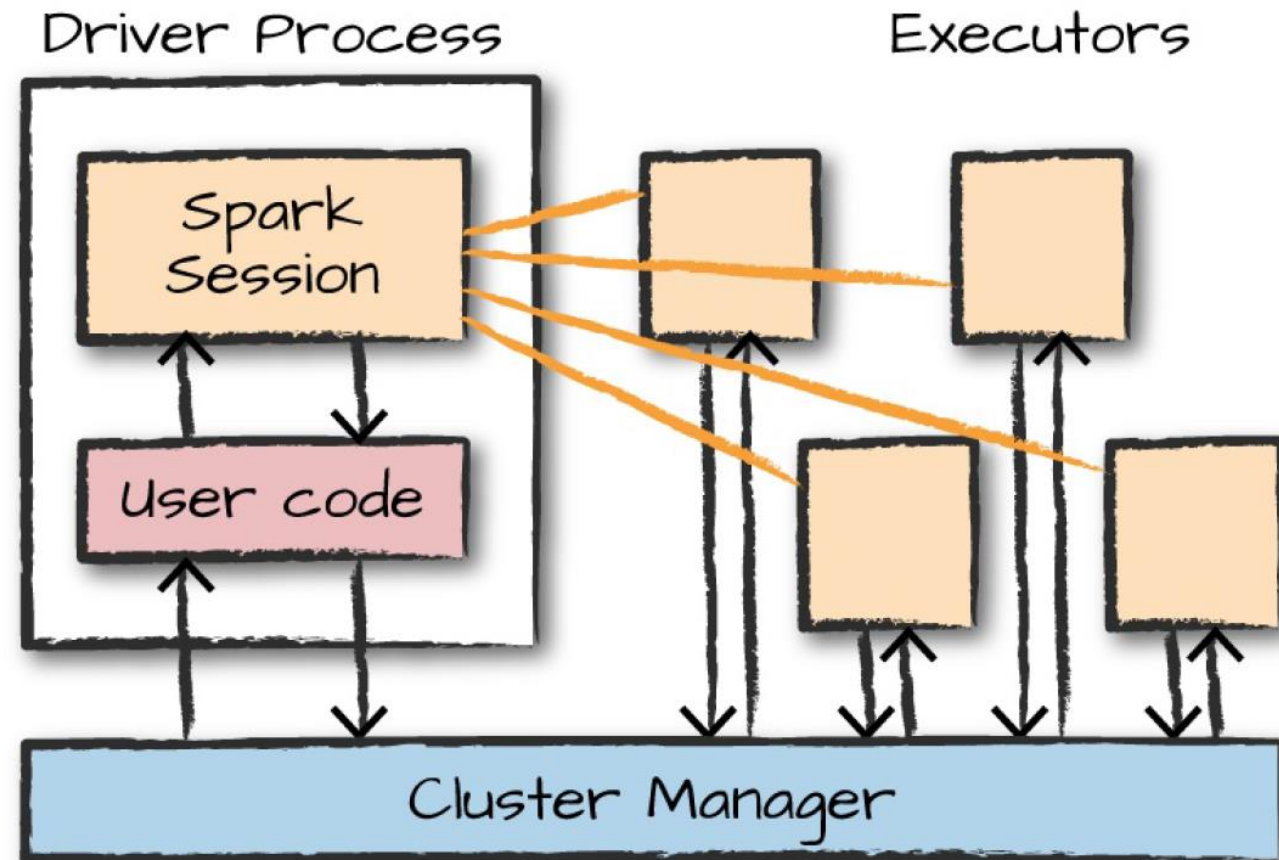 Driver Process
Executors
Spark
Session
User code
Cluster Manager